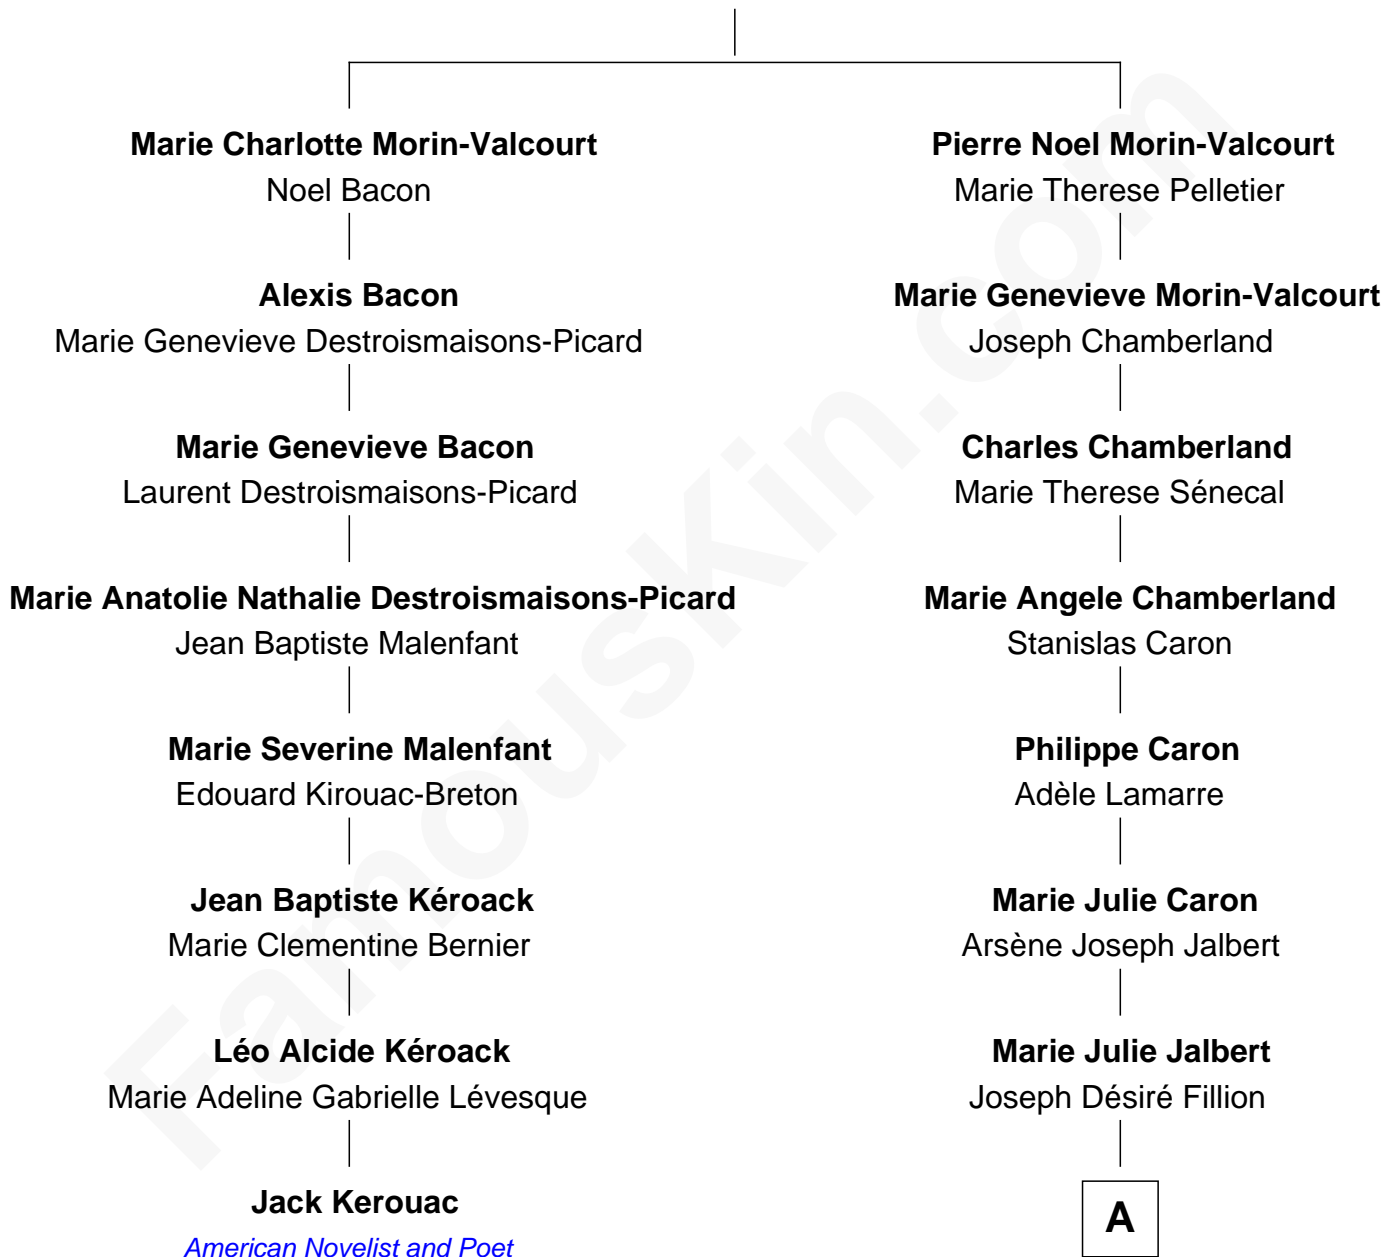 Marie Charlotte Morin-Valcourt
Noel Bacon
Alexis Bacon
Marie Genevieve Destroismaisons-Picard
Marie Genevieve Bacon
Laurent Destroismaisons-Picard
Marie Anatolie Nathalie Destroismaisons-Picard
Jean Baptiste Malenfant
Marie Severine Malenfant
Edouard Kirouac-Breton
Jean Baptiste Kéroack
Marie Clementine Bernier
Léo Alcide Kéroack
Marie Adeline Gabrielle Lévesque
Jack Kerouac
American Novelist and Poet
Pierre Noel Morin-Valcourt
Marie Therese Pelletier
Marie Genevieve Morin-Valcourt
Joseph Chamberland
Charles Chamberland
Marie Therese Sénecal
Marie Angele Chamberland
Stanislas Caron
Philippe Caron
Adèle Lamarre
Marie Julie Caron
Arsène Joseph Jalbert
Marie Julie Jalbert
Joseph Désiré Fillion
A
FamousKin.com